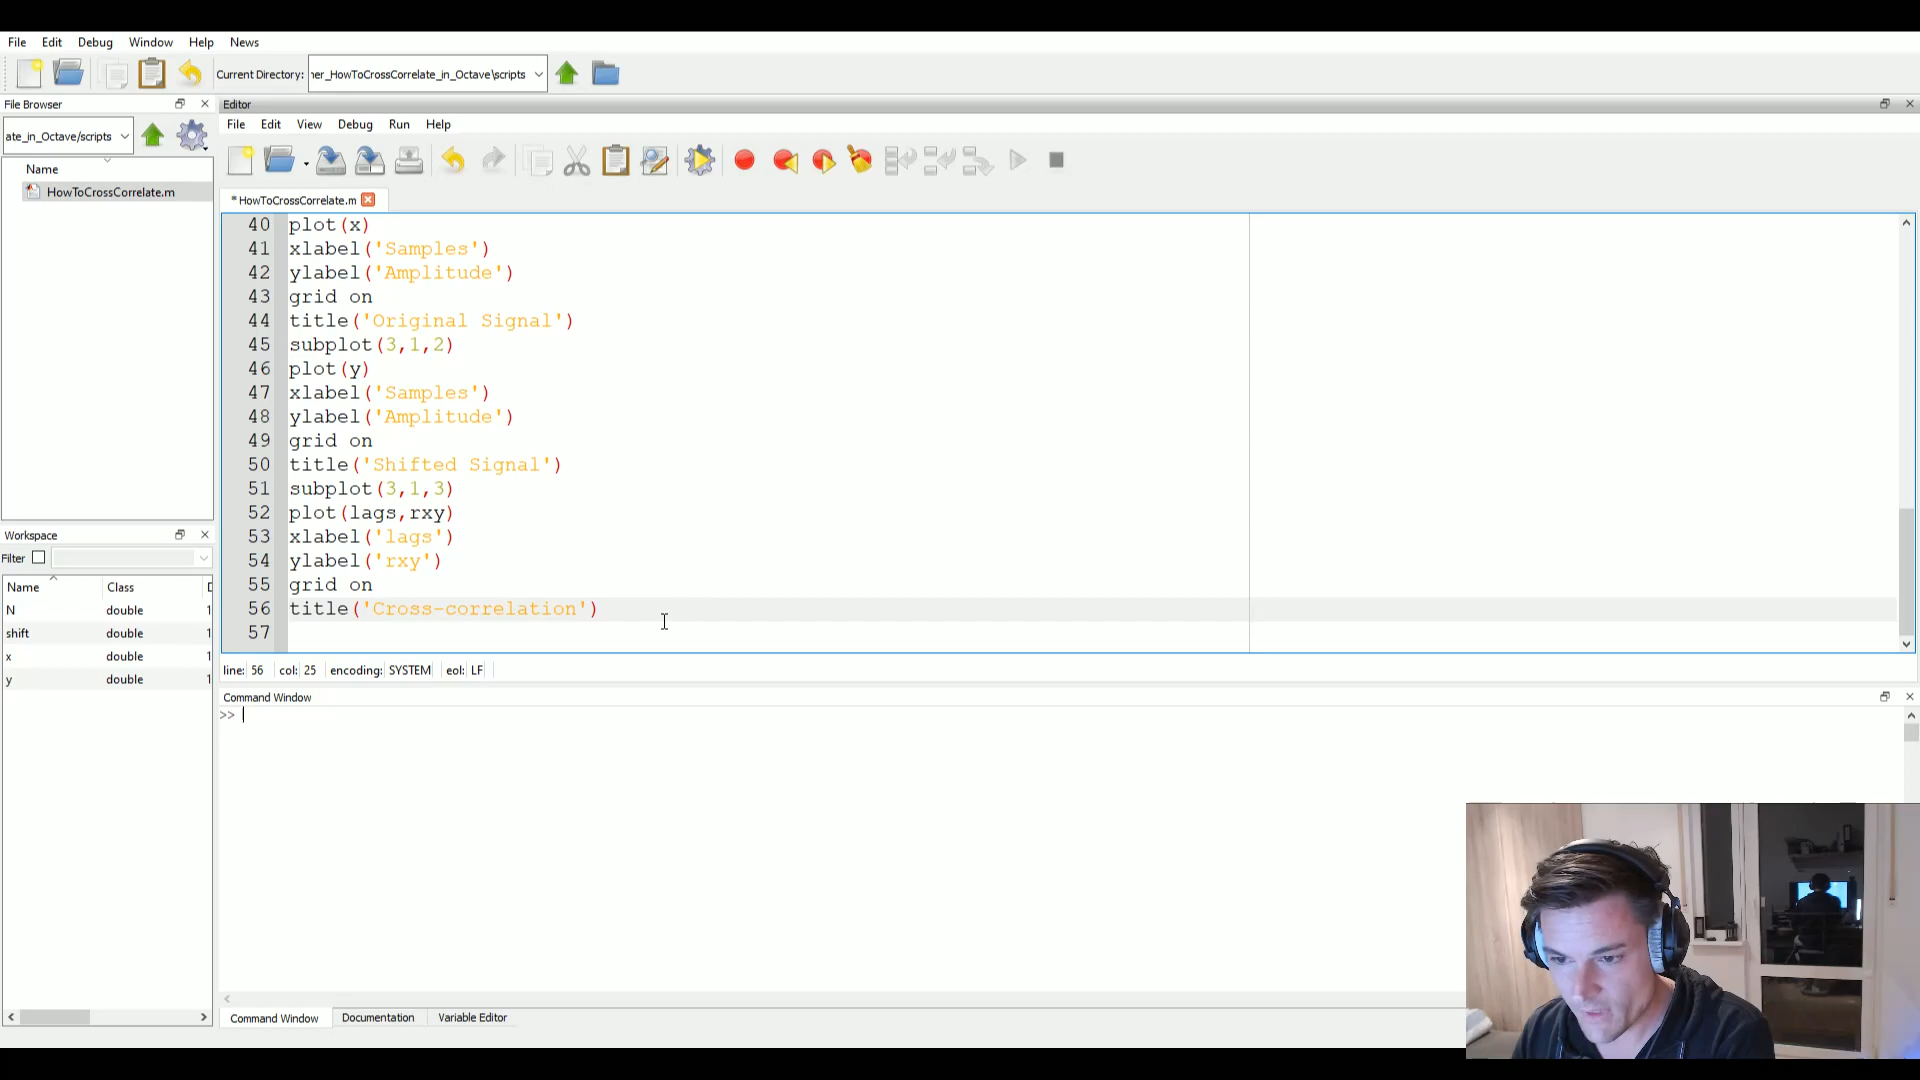 File Edit Debug Window Help News
Current Directory: ner_HowToCrossCorrelate_in_Octave\scripts
File Browser
Editor
ate_in_Octave/scripts
File Edit View Debug Run Help
Name
HowToCrossCorrelate.m
* HowToCrossCorrelate.m
40 plot(x)
41 xlabel('Samples')
42 ylabel('Amplitude')
43 grid on
44 title('Original Signal')
45 subplot(3,1,2)
46 plot(y)
47 xlabel('Samples')
48 ylabel('Amplitude')
49 grid on
50 title('Shifted Signal')
51 subplot(3,1,3)
52 plot(lags,rxy)
53 xlabel('lags')
54 ylabel('rxy')
55 grid on
56 title('Cross-correlation')
57
line: 56 col: 25 encoding: SYSTEM eol: LF
Workspace
Filter
Name Class D
N double 1
shift double 1
x double 1
y double 1
Command Window
>>
Command Window Documentation Variable Editor